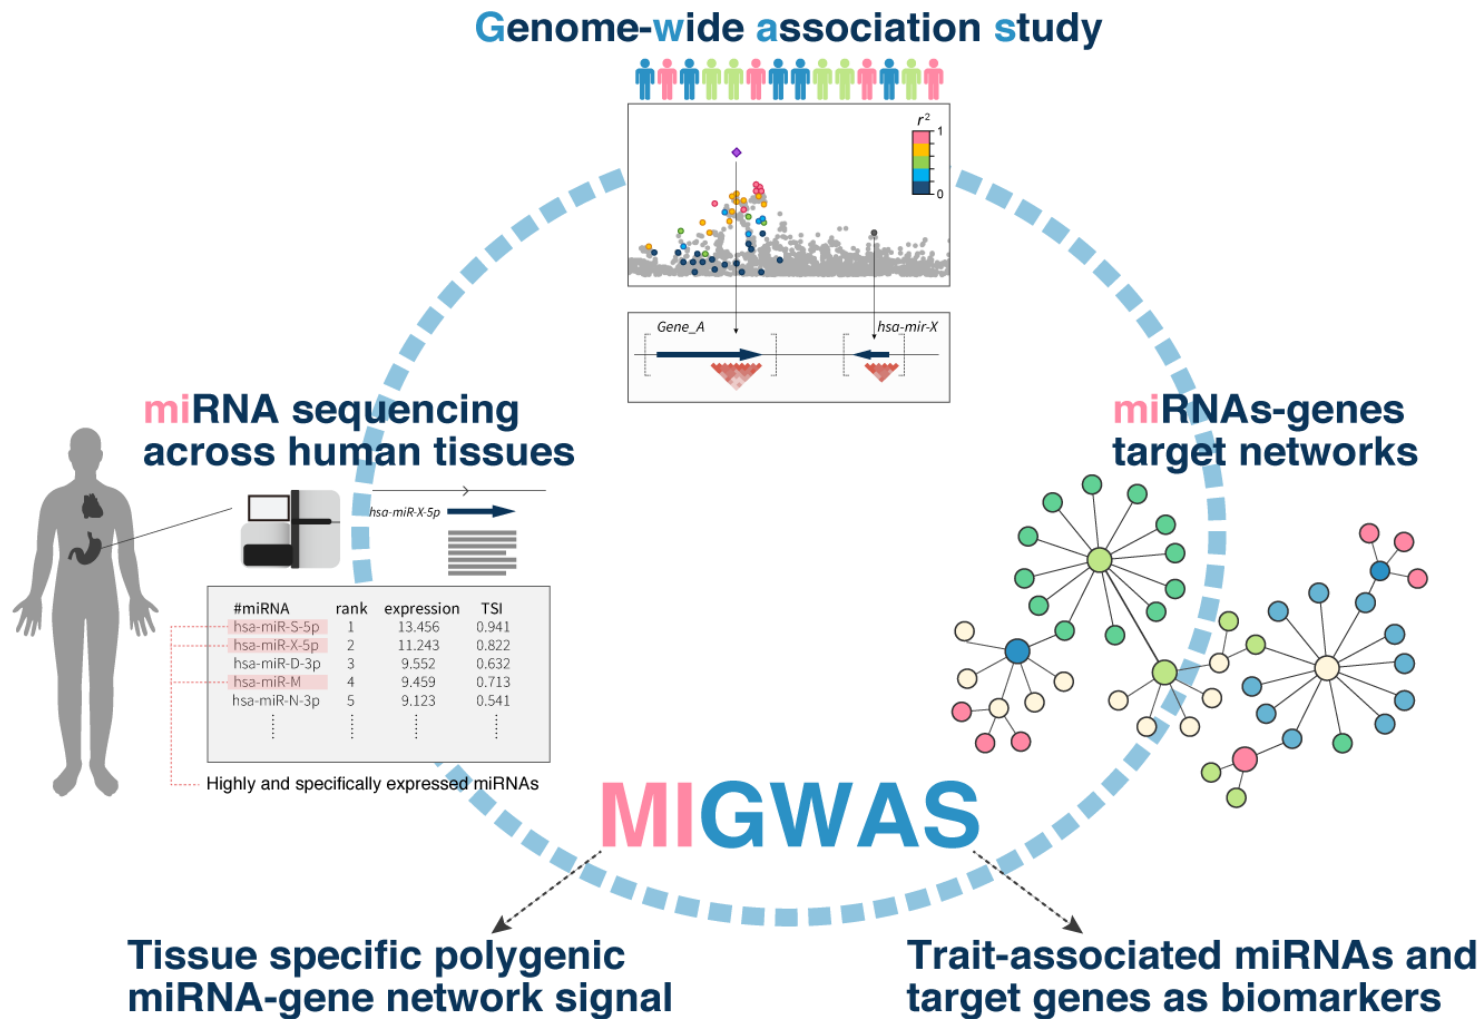 Genome-wide association study
r²
1
0
Gene_A
hsa-mir-X
miRNA sequencing
across human tissues
hsa-miR-X-5p
#miRNA rank expression TSI
hsa-miR-S-5p 1 13.456 0.941
hsa-miR-X-5p 2 11.243 0.822
hsa-miR-D-3p 3 9.552 0.632
hsa-miR-M 4 9.459 0.713
hsa-miR-N-3p 5 9.123 0.541
Highly and specifically expressed miRNAs
miRNAs-genes
target networks
MIGWAS
Tissue specific polygenic
miRNA-gene network signal
Trait-associated miRNAs and
target genes as biomarkers